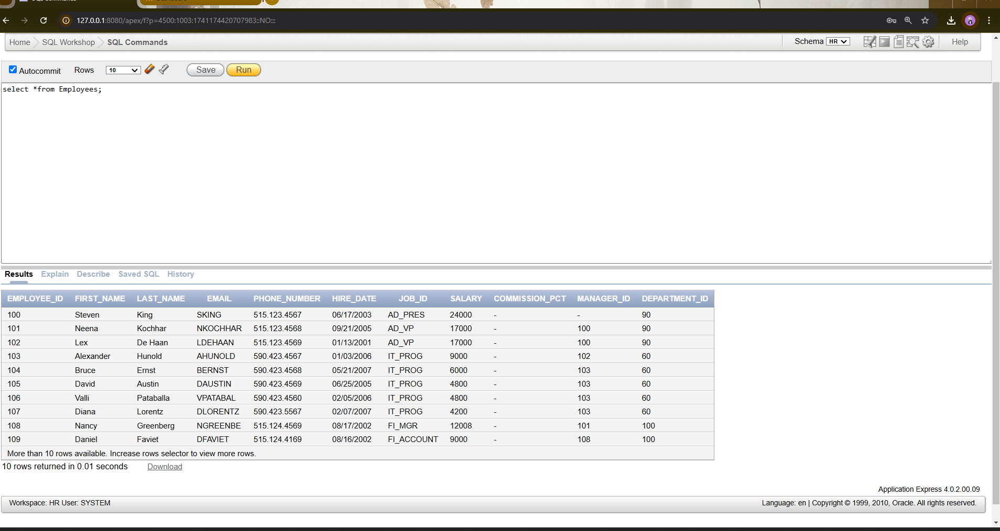 127.0.0.1:8080/apex/f?p=4500:1003:1741174420707983::NO:::
Home SQL Workshop SQL Commands Schema HR Help
Autocommit Rows 10 Save Run
select *from Employees;
Results Explain Describe Saved SQL History
EMPLOYEE_ID FIRST_NAME LAST_NAME EMAIL PHONE_NUMBER HIRE_DATE JOB_ID SALARY COMMISSION_PCT MANAGER_ID DEPARTMENT_ID
100 Steven King SKING 515.123.4567 06/17/2003 AD_PRES 24000 - - 90
101 Neena Kochhar NKOCHHAR 515.123.4568 09/21/2005 AD_VP 17000 - 100 90
102 Lex De Haan LDEHAAN 515.123.4569 01/13/2001 AD_VP 17000 - 100 90
103 Alexander Hunold AHUNOLD 590.423.4567 01/03/2006 IT_PROG 9000 - 102 60
104 Bruce Ernst BERNST 590.423.4568 05/21/2007 IT_PROG 6000 - 103 60
105 David Austin DAUSTIN 590.423.4569 06/25/2005 IT_PROG 4800 - 103 60
106 Valli Pataballa VPATABAL 590.423.4560 02/05/2006 IT_PROG 4800 - 103 60
107 Diana Lorentz DLORENTZ 590.423.5567 02/07/2007 IT_PROG 4200 - 103 60
108 Nancy Greenberg NGREENBE 515.124.4569 08/17/2002 FI_MGR 12008 - 101 100
109 Daniel Faviet DFAVIET 515.124.4169 08/16/2002 FI_ACCOUNT 9000 - 108 100
More than 10 rows available. Increase rows selector to view more rows.
10 rows returned in 0.01 seconds Download
Application Express 4.0.2.00.09
Workspace: HR User: SYSTEM Language: en | Copyright © 1999, 2010, Oracle. All rights reserved.